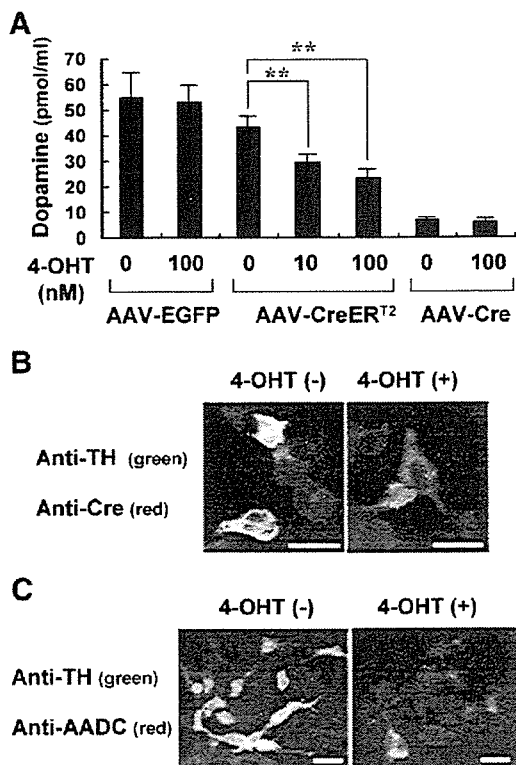 A
Dopamine (pmol/ml)
70
60
50
40
30
20
10
0
**
**
4-OHT (nM)
0 100 0 10 100 0 100
AAV-EGFP AAV-CreERT2 AAV-Cre
B
4-OHT (-) 4-OHT (+)
Anti-TH (green)
Anti-Cre (red)
C
4-OHT (-) 4-OHT (+)
Anti-TH (green)
Anti-AADC (red)